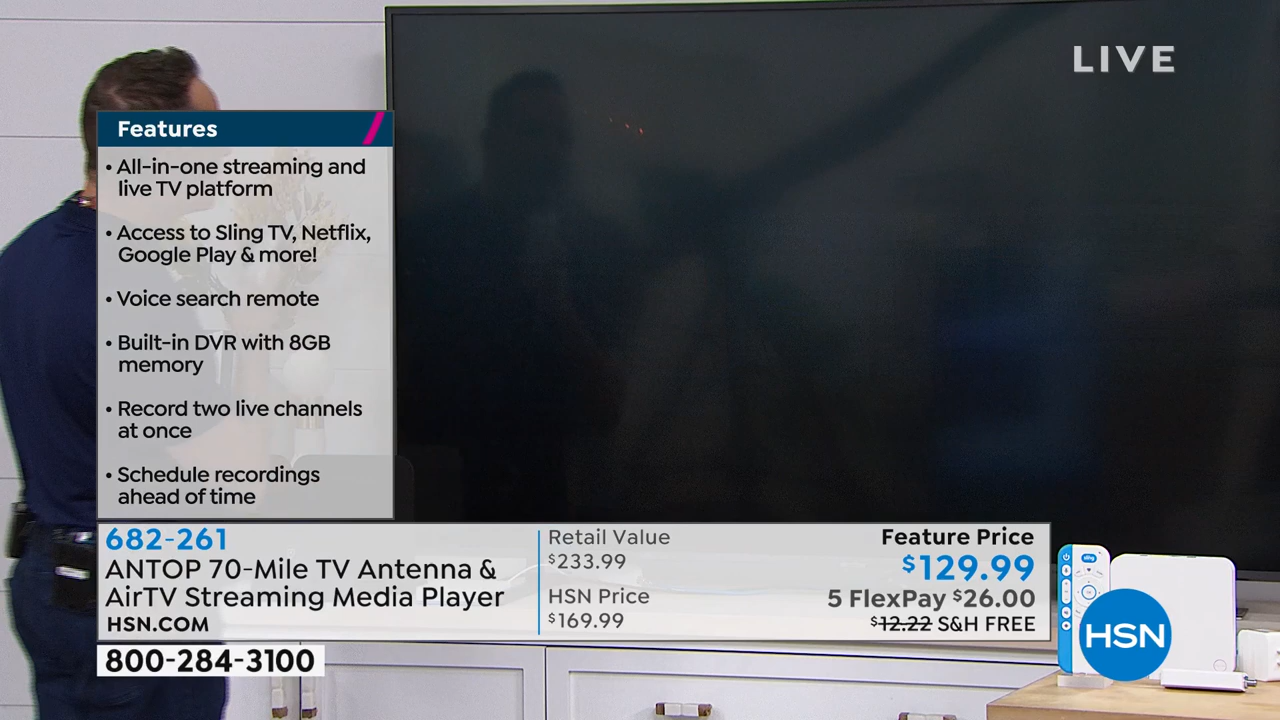 LIVE
Features
• All-in-one streaming and
live TV platform
• Access to Sling TV, Netflix,
Google Play & more!
• Voice search remote
• Built-in DVR with 8GB
memory
• Record two live channels
at once
• Schedule recordings
ahead of time
682-261
ANTOP 70-Mile TV Antenna &
AirTV Streaming Media Player
HSN.COM
Retail Value
$233.99
HSN Price
$169.99
Feature Price
$129.99
5 FlexPay $26.00
$12.22 S&H FREE
800-284-3100
sling
HSN